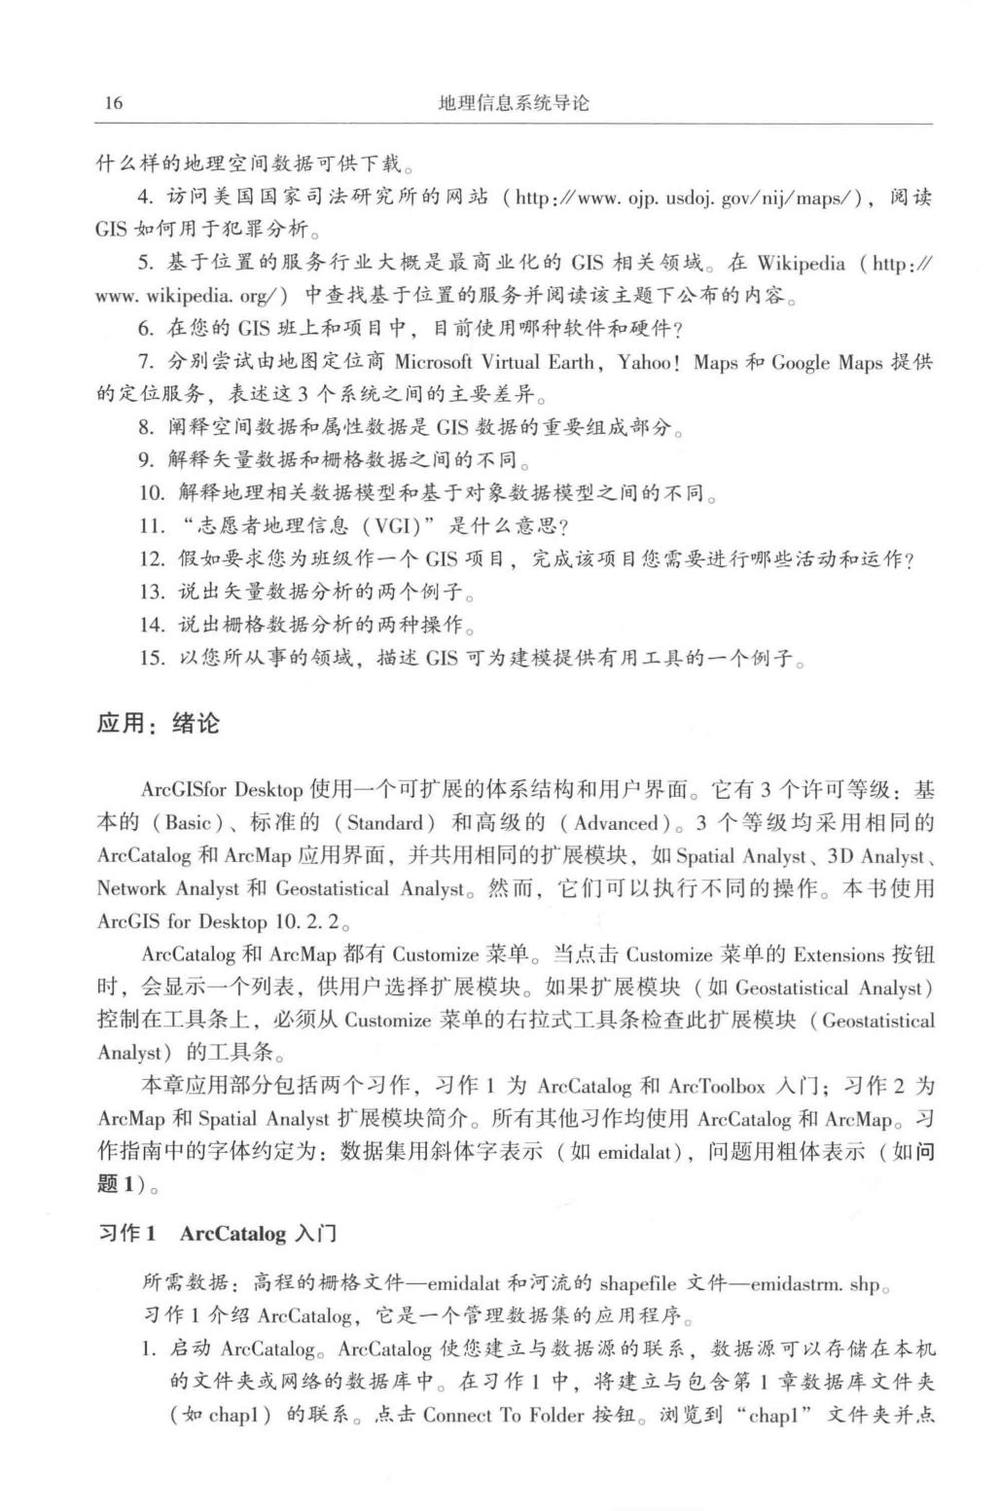 16
地理信息系统导论
什么样的地理空间数据可供下载。
4. 访问美国国家司法研究所的网站（http://www. ojp. usdoj. gov/nij/maps/），阅读
GIS 如何用于犯罪分析。
5. 基于位置的服务行业大概是最商业化的 GIS 相关领域。在 Wikipedia（http://
www. wikipedia. org/）中查找基于位置的服务并阅读该主题下公布的内容。
6. 在您的 GIS 班上和项目中，目前使用哪种软件和硬件？
7. 分别尝试由地图定位商 Microsoft Virtual Earth，Yahoo！Maps 和 Google Maps 提供
的定位服务，表述这 3 个系统之间的主要差异。
8. 阐释空间数据和属性数据是 GIS 数据的重要组成部分。
9. 解释矢量数据和栅格数据之间的不同。
10. 解释地理相关数据模型和基于对象数据模型之间的不同。
11. “志愿者地理信息（VGI）”是什么意思？
12. 假如要求您为班级作一个 GIS 项目，完成该项目您需要进行哪些活动和运作？
13. 说出矢量数据分析的两个例子。
14. 说出栅格数据分析的两种操作。
15. 以您所从事的领域，描述 GIS 可为建模提供有用工具的一个例子。
应用：绪论
ArcGISfor Desktop 使用一个可扩展的体系结构和用户界面。它有 3 个许可等级：基
本的（Basic）、标准的（Standard）和高级的（Advanced）。3 个等级均采用相同的
ArcCatalog 和 ArcMap 应用界面，并共用相同的扩展模块，如 Spatial Analyst、3D Analyst、
Network Analyst 和 Geostatistical Analyst。然而，它们可以执行不同的操作。本书使用
ArcGIS for Desktop 10. 2. 2。
ArcCatalog 和 ArcMap 都有 Customize 菜单。当点击 Customize 菜单的 Extensions 按钮
时，会显示一个列表，供用户选择扩展模块。如果扩展模块（如 Geostatistical Analyst）
控制在工具条上，必须从 Customize 菜单的右拉式工具条检查此扩展模块（Geostatistical
Analyst）的工具条。
本章应用部分包括两个习作，习作 1 为 ArcCatalog 和 ArcToolbox 入门；习作 2 为
ArcMap 和 Spatial Analyst 扩展模块简介。所有其他习作均使用 ArcCatalog 和 ArcMap。习
作指南中的字体约定为：数据集用斜体字表示（如 emidalat），问题用粗体表示（如问
题 1）。
习作 1 ArcCatalog 入门
所需数据：高程的栅格文件—emidalat 和河流的 shapefile 文件—emidastrm. shp。
习作 1 介绍 ArcCatalog，它是一个管理数据集的应用程序。
1. 启动 ArcCatalog。ArcCatalog 使您建立与数据源的联系，数据源可以存储在本机
的文件夹或网络的数据库中。在习作 1 中，将建立与包含第 1 章数据库文件夹
（如 chap1）的联系。点击 Connect To Folder 按钮。浏览到“chap1”文件夹并点